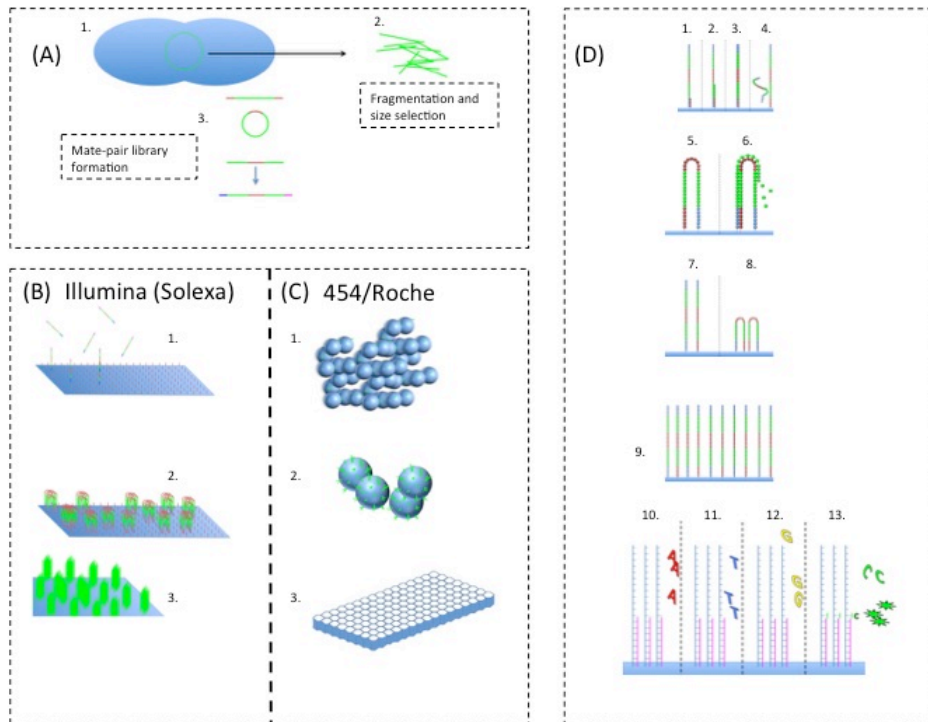 (A)
1.
2.
Fragmentation and
size selection
3.
Mate-pair library
formation
(B) Illumina (Solexa)
1.
2.
3.
(C) 454/Roche
1.
2.
3.
(D)
1. 2. 3. 4.
5. 6.
7. 8.
9.
10. 11. 12. 13.
A A A
T T T
G G G
C C C